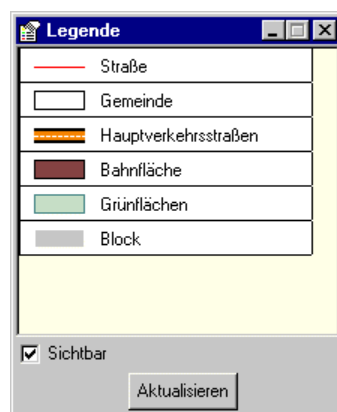 Legende
Straße
Gemeinde
Hauptverkehrsstraßen
Bahnfläche
Grünflächen
Block
Sichtbar
Aktualisieren